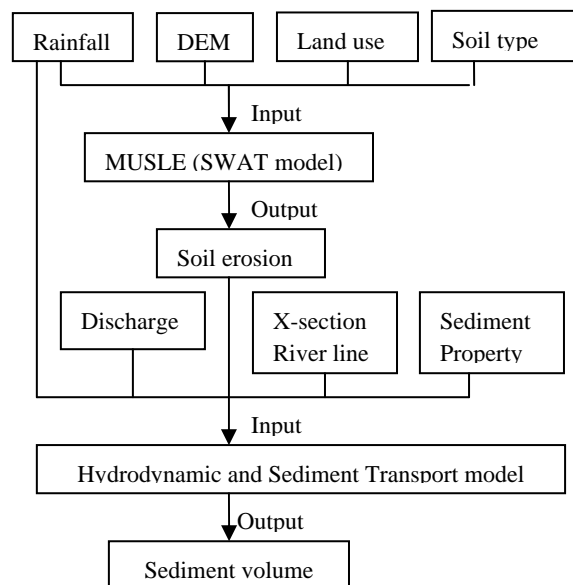 Rainfall
DEM
Land use
Soil type
Input
MUSLE (SWAT model)
Output
Soil erosion
Discharge
X-section
River line
Sediment
Property
Input
Hydrodynamic and Sediment Transport model
Output
Sediment volume